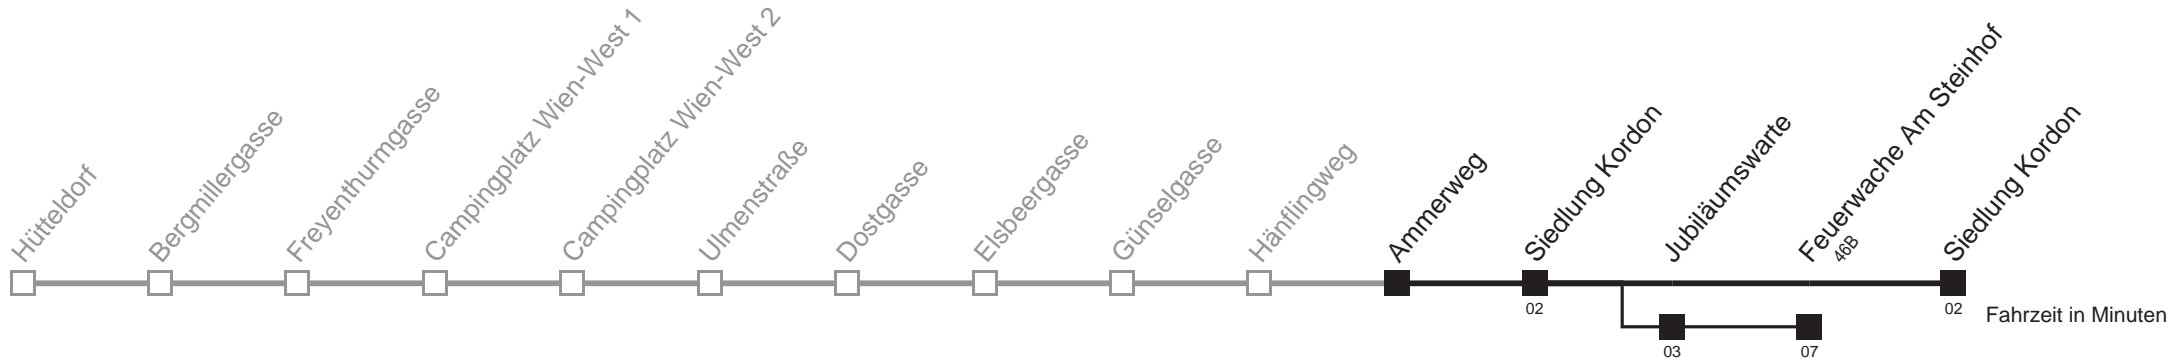 Hütteldorf
Bergmillergasse
Freyenthurmgasse
Campingplatz Wien-West 1
Campingplatz Wien-West 2
Ulmenstraße
Dostgasse
Elsbeergasse
Günselgasse
Hänflingweg
Ammerweg
Siedlung Kordon
Jubiläumswarte
Feuerwache Am Steinhof
46B
Siedlung Kordon
02
02
Fahrzeit in Minuten
03
07